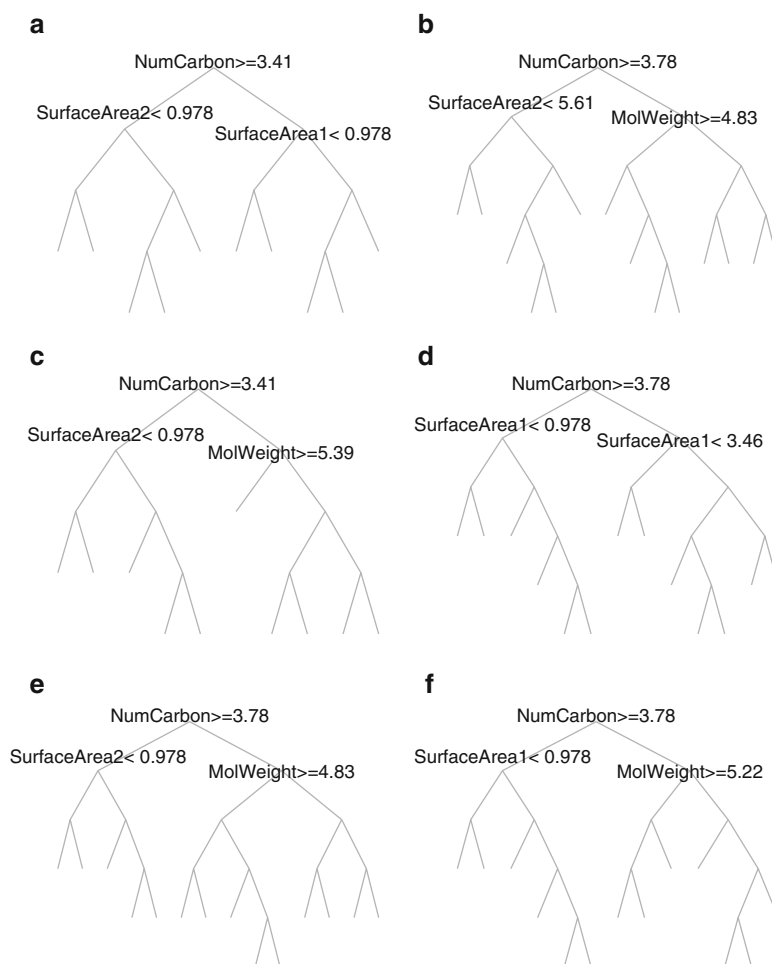 a
NumCarbon>=3.41
SurfaceArea2< 0.978
SurfaceArea1< 0.978
b
NumCarbon>=3.78
SurfaceArea2< 5.61
MolWeight>=4.83
c
NumCarbon>=3.41
SurfaceArea2< 0.978
MolWeight>=5.39
d
NumCarbon>=3.78
SurfaceArea1< 0.978
SurfaceArea1< 3.46
e
NumCarbon>=3.78
SurfaceArea2< 0.978
MolWeight>=4.83
f
NumCarbon>=3.78
SurfaceArea1< 0.978
MolWeight>=5.22